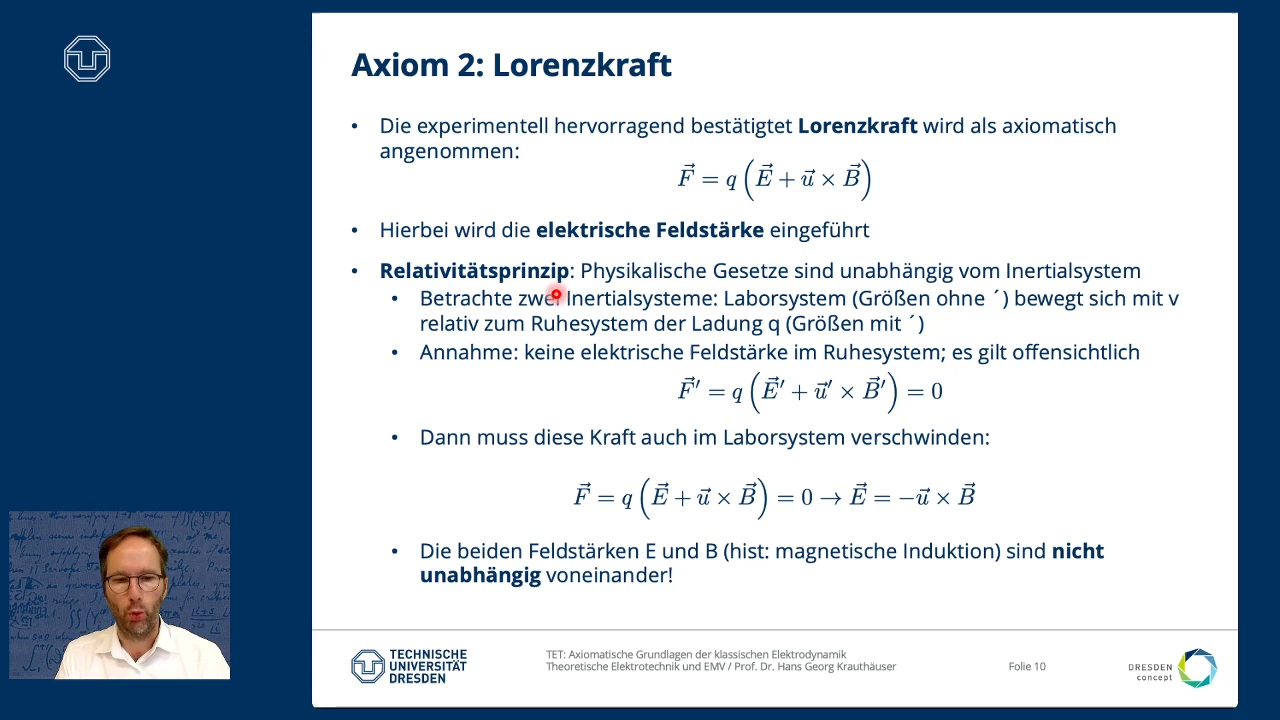 Axiom 2: Lorenzkraft
• Die experimentell hervorragend bestätigtet Lorenzkraft wird als axiomatisch
angenommen:
F⃗ = q (E⃗ + u⃗ × B⃗)
• Hierbei wird die elektrische Feldstärke eingeführt
• Relativitätsprinzip: Physikalische Gesetze sind unabhängig vom Inertialsystem
• Betrachte zwei Inertialsysteme: Laborsystem (Größen ohne ´) bewegt sich mit v
relativ zum Ruhesystem der Ladung q (Größen mit ´)
• Annahme: keine elektrische Feldstärke im Ruhesystem; es gilt offensichtlich
F⃗′ = q (E⃗′ + u⃗′ × B⃗′) = 0
• Dann muss diese Kraft auch im Laborsystem verschwinden:
F⃗ = q (E⃗ + u⃗ × B⃗) = 0 → E⃗ = −u⃗ × B⃗
• Die beiden Feldstärken E und B (hist: magnetische Induktion) sind nicht
unabhängig voneinander!
TECHNISCHE
UNIVERSITÄT
DRESDEN
TET: Axiomatische Grundlagen der klassischen Elektrodynamik
Theoretische Elektrotechnik und EMV / Prof. Dr. Hans Georg Krauthäuser
Folie 10
DRESDEN
concept